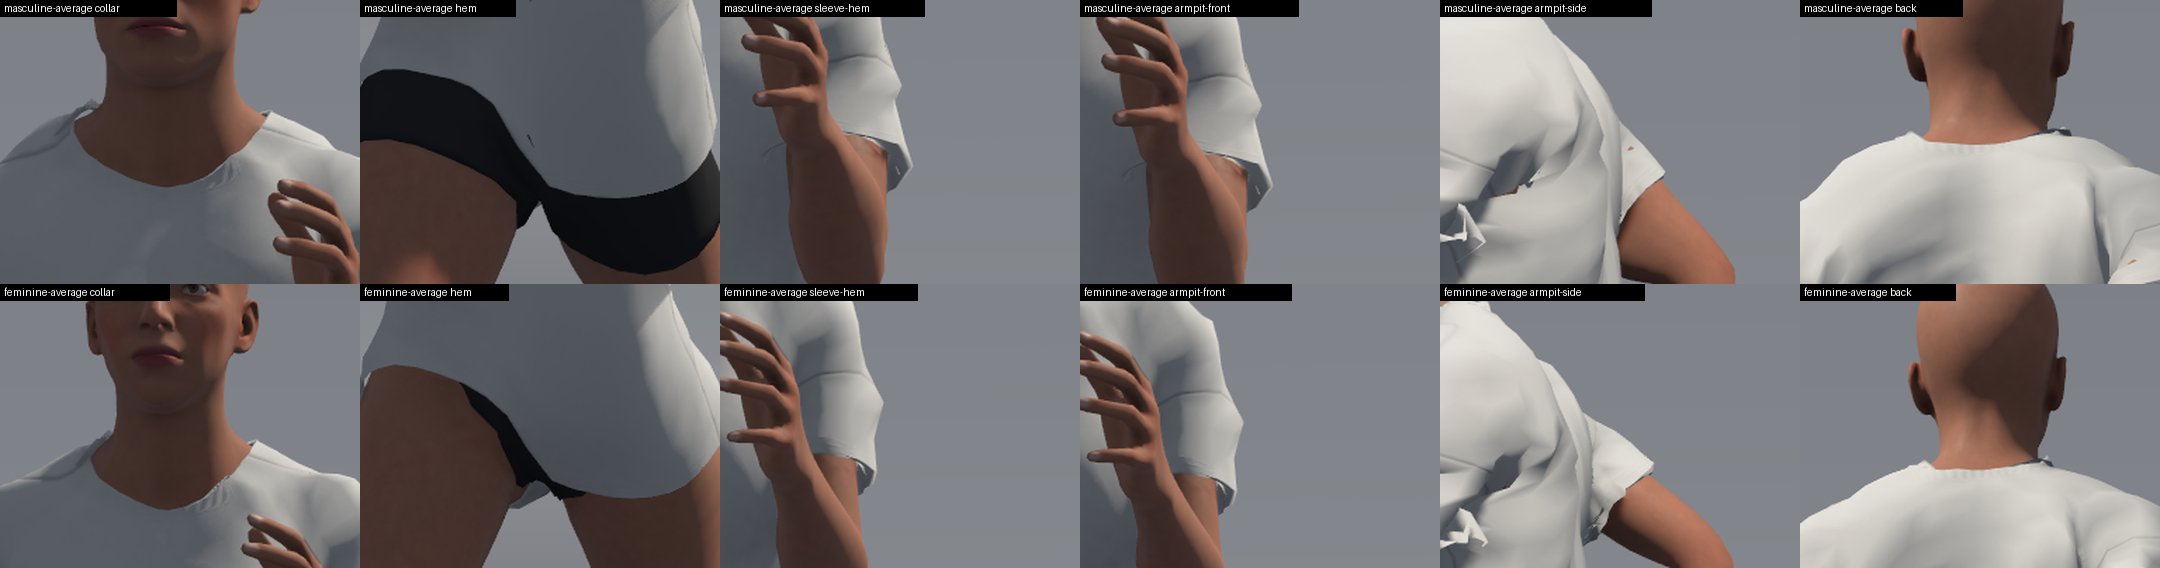 masculine-average collar
masculine-average hem
masculine-average sleeve-hem
masculine-average armpit-front
masculine-average armpit-side
masculine-average back
feminine-average collar
feminine-average hem
feminine-average sleeve-hem
feminine-average armpit-front
feminine-average armpit-side
feminine-average back